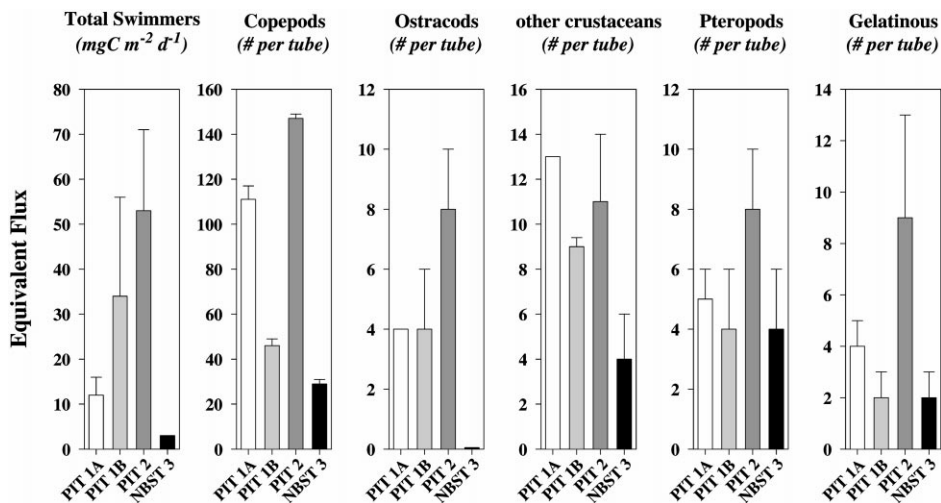 Total Swimmers
(mgC m⁻² d⁻¹)
Copepods
(# per tube)
Ostracods
(# per tube)
other crustaceans
(# per tube)
Pteropods
(# per tube)
Gelatinous
(# per tube)
Equivalent Flux
80
70
60
50
40
30
20
10
0
PIT 1A
PIT 1B
PIT 2
NBST 3
160
140
120
100
80
60
40
20
0
PIT 1A
PIT 1B
PIT 2
NBST 3
12
10
8
6
4
2
0
PIT 1A
PIT 1B
PIT 2
NBST 3
16
14
12
10
8
6
4
2
0
PIT 1A
PIT 1B
PIT 2
NBST 3
12
10
8
6
4
2
0
PIT 1A
PIT 1B
PIT 2
NBST 3
14
12
10
8
6
4
2
0
PIT 1A
PIT 1B
PIT 2
NBST 3